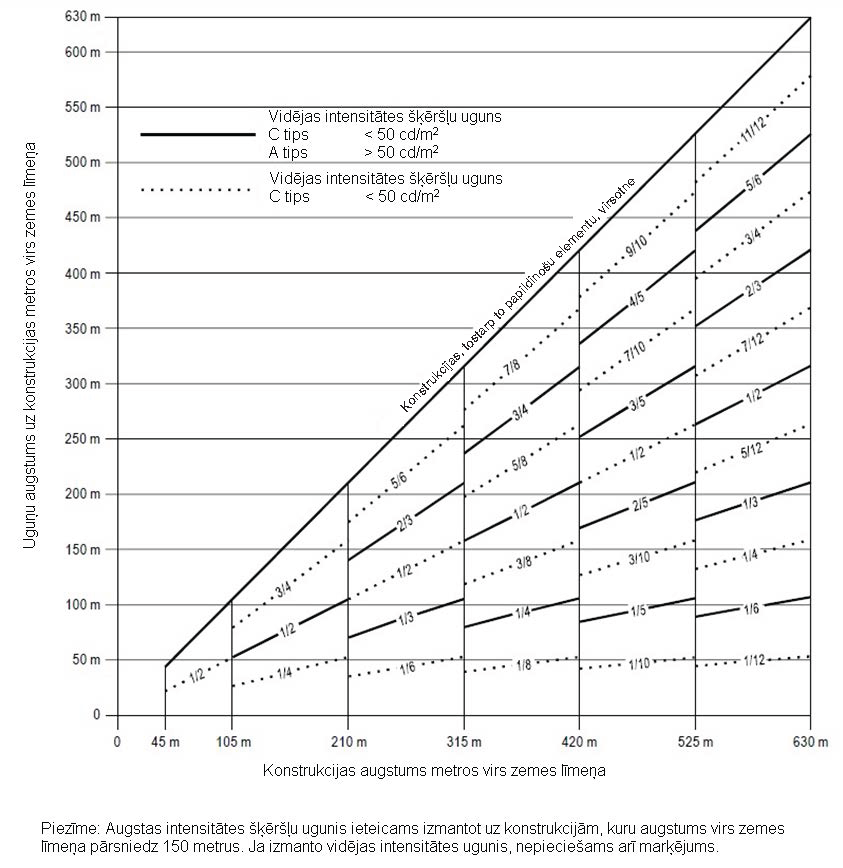 630 m
600 m
550 m
500 m
450 m
400 m
350 m
300 m
250 m
200 m
150 m
100 m
50 m
0
Uguņu augstums uz konstrukcijas metros virs zemes līmeņa
Vidējas intensitātes šķēršļu uguns
C tips < 50 cd/m²
A tips > 50 cd/m²
Vidējas intensitātes šķēršļu uguns
C tips < 50 cd/m²
Konstrukcijas, tostarp to papildinošu elementu, virsotne
1/2
3/4
1/2
1/4
5/6
2/3
1/2
1/3
1/6
7/8
3/4
5/8
1/2
3/8
1/4
1/8
9/10
4/5
7/10
3/5
1/2
2/5
3/10
1/5
1/10
11/12
5/6
3/4
2/3
7/12
1/2
5/12
1/3
1/4
1/6
1/12
0 45 m 105 m 210 m 315 m 420 m 525 m 630 m
Konstrukcijas augstums metros virs zemes līmeņa
Piezīme: Augstas intensitātes šķēršļu ugunis ieteicams izmantot uz konstrukcijām, kuru augstums virs zemes
līmeņa pārsniedz 150 metrus. Ja izmanto vidējas intensitātes ugunis, nepieciešams arī marķējums.